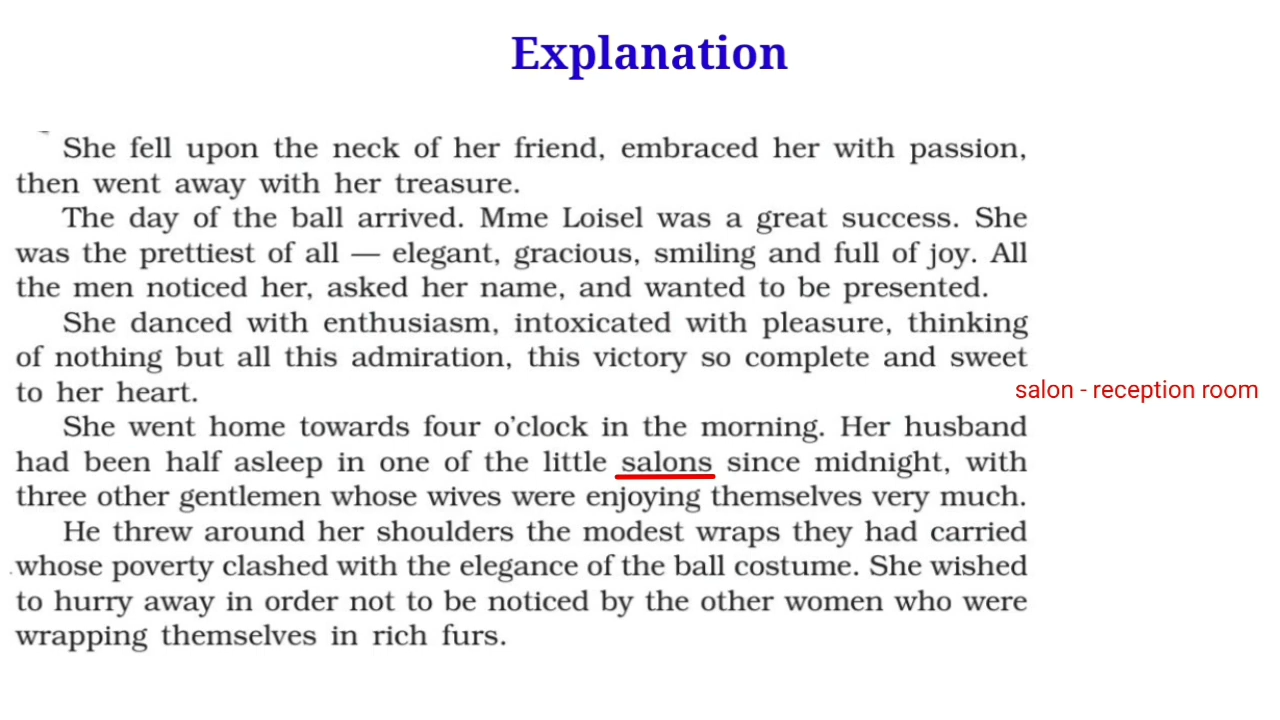 Explanation
She fell upon the neck of her friend, embraced her with passion,
then went away with her treasure.
The day of the ball arrived. Mme Loisel was a great success. She
was the prettiest of all — elegant, gracious, smiling and full of joy. All
the men noticed her, asked her name, and wanted to be presented.
She danced with enthusiasm, intoxicated with pleasure, thinking
of nothing but all this admiration, this victory so complete and sweet
to her heart.
salon - reception room
She went home towards four o’clock in the morning. Her husband
had been half asleep in one of the little salons since midnight, with
three other gentlemen whose wives were enjoying themselves very much.
He threw around her shoulders the modest wraps they had carried
whose poverty clashed with the elegance of the ball costume. She wished
to hurry away in order not to be noticed by the other women who were
wrapping themselves in rich furs.